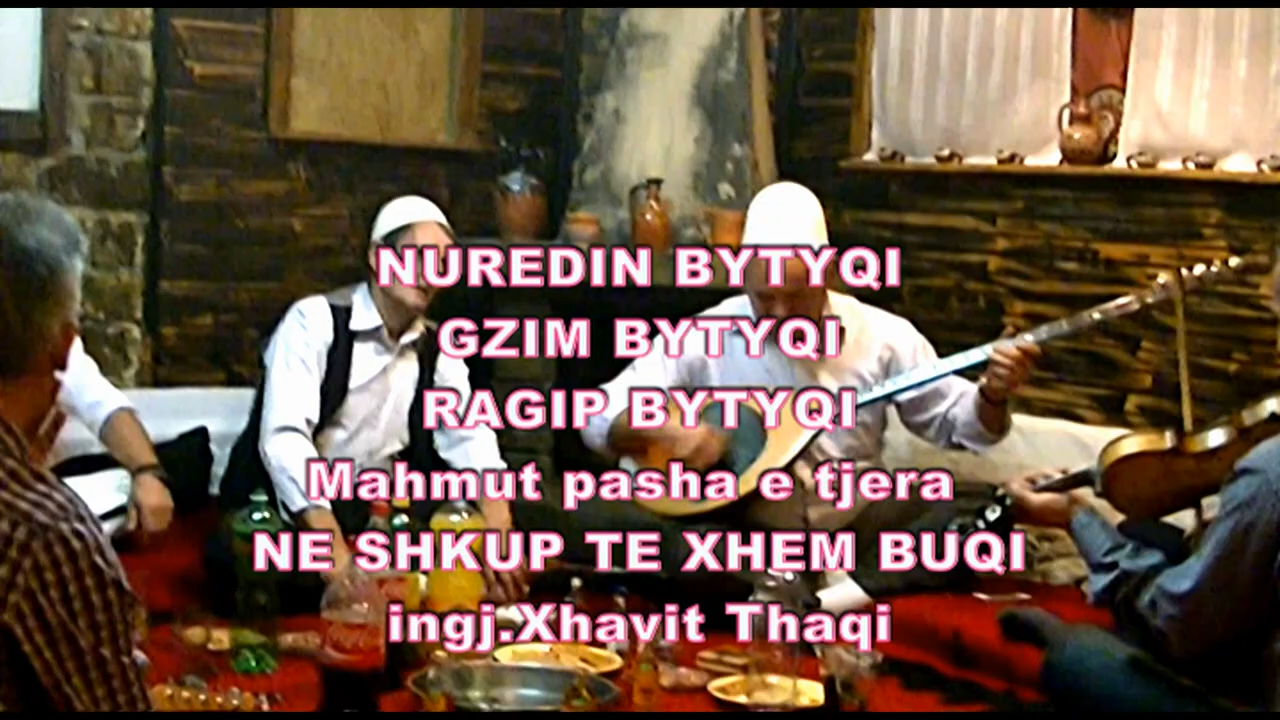 NUREDIN BYTYQI
GZIM BYTYQI
RAGIP BYTYQI
Mahmut pasha e tjera
NE SHKUP TE XHEM BUQI
ingj.Xhavit Thaqi